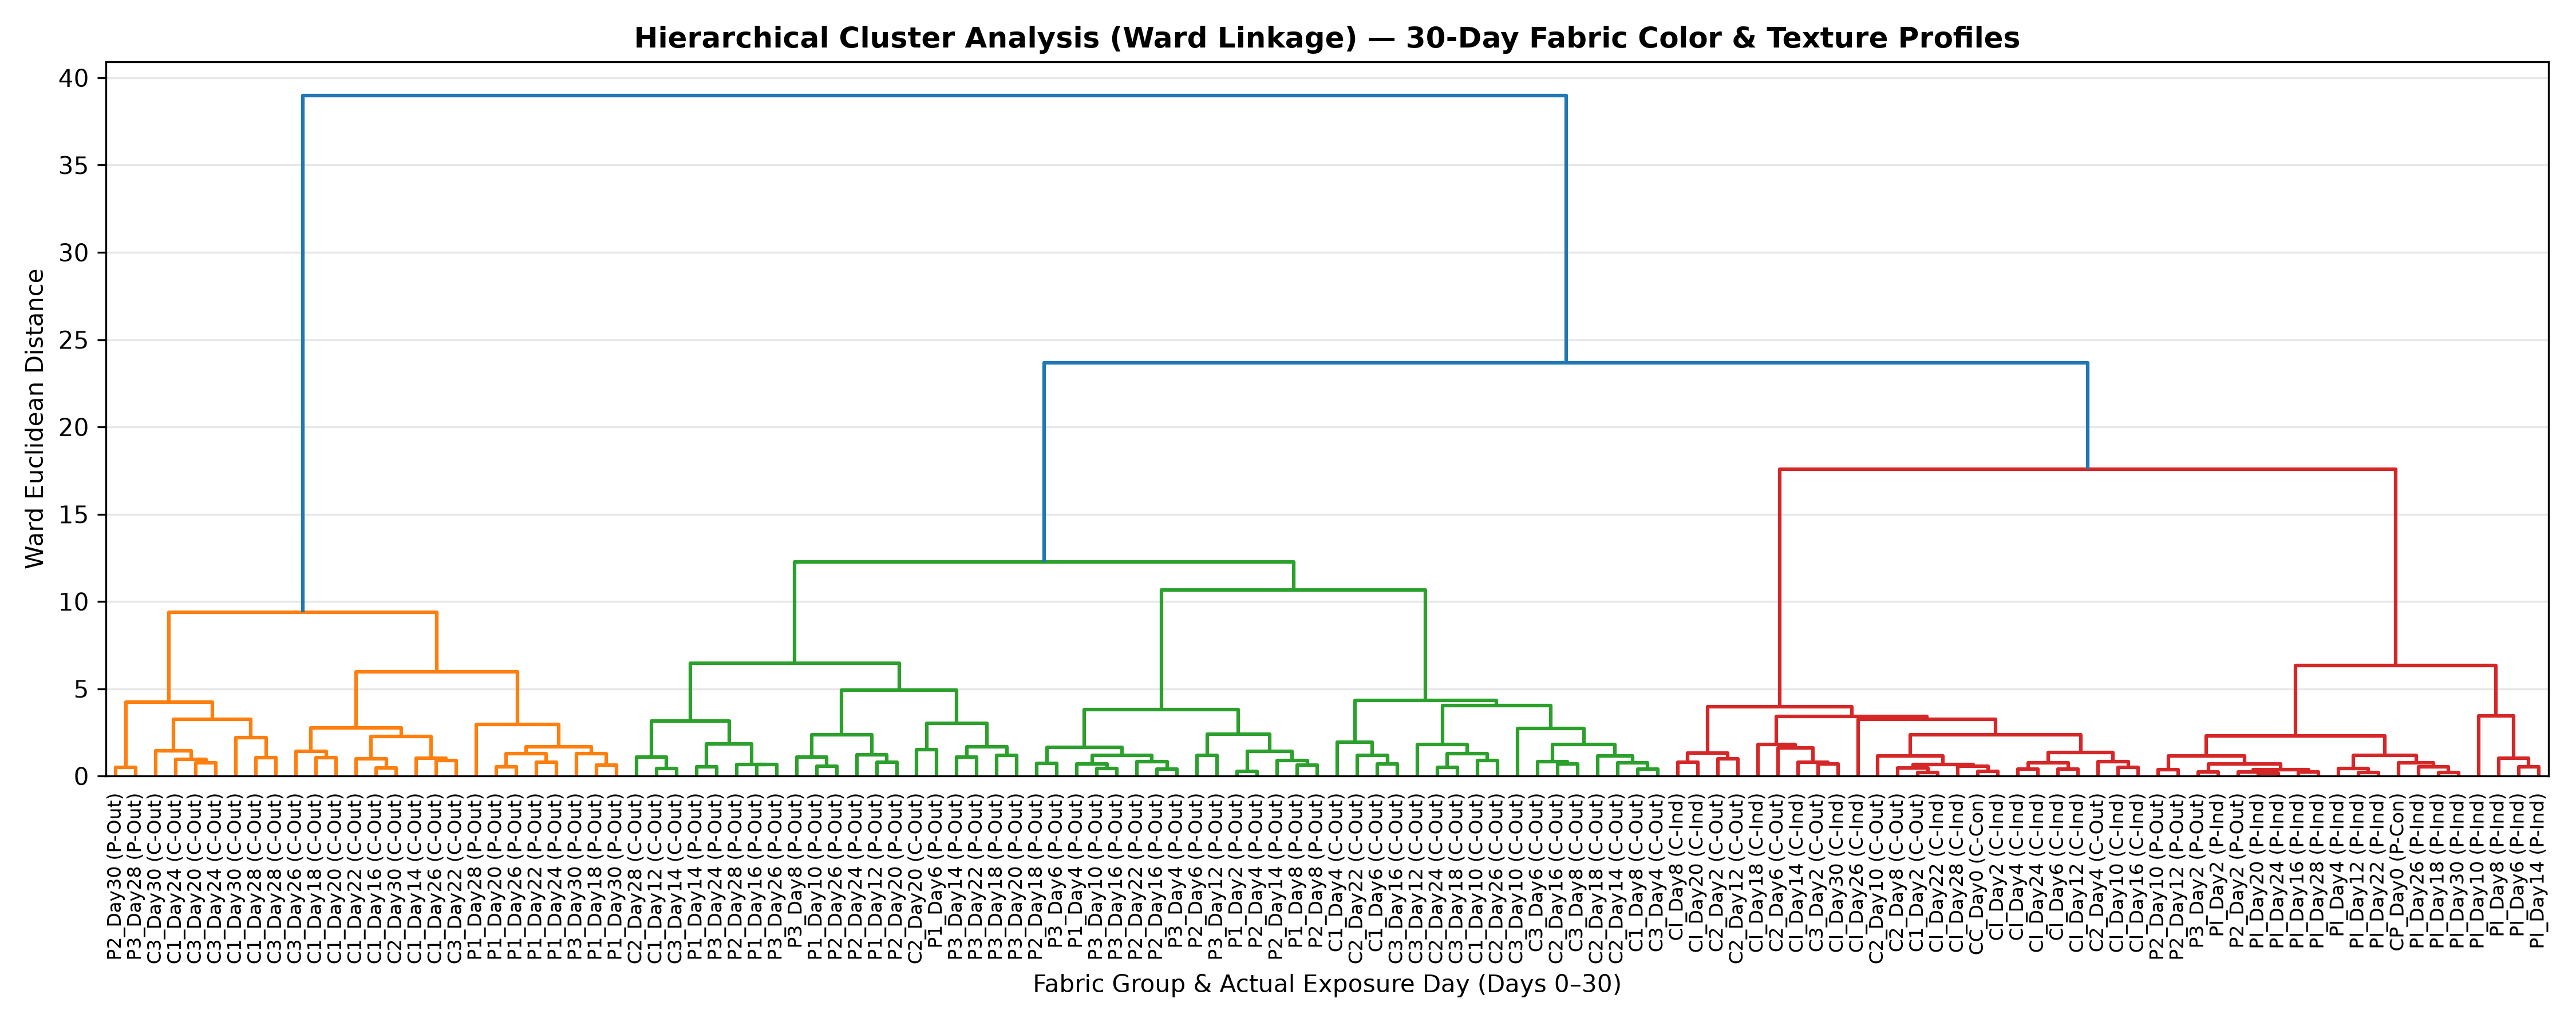 Hierarchical Cluster Analysis (Ward Linkage) — 30-Day Fabric Color & Texture Profiles
Ward Euclidean Distance
40
35
30
25
20
15
10
5
0
P2_Day30 (P-Out)
P3_Day28 (P-Out)
C3_Day30 (C-Out)
C1_Day24 (C-Out)
C3_Day20 (C-Out)
C3_Day24 (C-Out)
C1_Day30 (C-Out)
C1_Day28 (C-Out)
C3_Day28 (C-Out)
C3_Day26 (C-Out)
C1_Day18 (C-Out)
C1_Day20 (C-Out)
C1_Day22 (C-Out)
C1_Day16 (C-Out)
C2_Day30 (C-Out)
C1_Day14 (C-Out)
C1_Day26 (C-Out)
C3_Day22 (C-Out)
P1_Day28 (P-Out)
P1_Day20 (P-Out)
P1_Day26 (P-Out)
P1_Day22 (P-Out)
P1_Day24 (P-Out)
P3_Day30 (P-Out)
P1_Day18 (P-Out)
P1_Day30 (P-Out)
C2_Day28 (C-Out)
C1_Day12 (C-Out)
C3_Day14 (C-Out)
P1_Day14 (P-Out)
P3_Day24 (P-Out)
P2_Day28 (P-Out)
P1_Day16 (P-Out)
P3_Day26 (P-Out)
P3_Day8 (P-Out)
P1_Day10 (P-Out)
P2_Day26 (P-Out)
P2_Day24 (P-Out)
P1_Day12 (P-Out)
P2_Day20 (P-Out)
C2_Day20 (C-Out)
P1_Day6 (P-Out)
P3_Day14 (P-Out)
P3_Day22 (P-Out)
P3_Day18 (P-Out)
P3_Day20 (P-Out)
P2_Day18 (P-Out)
P3_Day6 (P-Out)
P1_Day4 (P-Out)
P3_Day10 (P-Out)
P3_Day16 (P-Out)
P2_Day22 (P-Out)
P2_Day16 (P-Out)
P3_Day4 (P-Out)
P2_Day6 (P-Out)
P3_Day12 (P-Out)
P1_Day2 (P-Out)
P2_Day4 (P-Out)
P2_Day14 (P-Out)
P1_Day8 (P-Out)
P2_Day8 (P-Out)
C1_Day4 (C-Out)
C2_Day22 (C-Out)
C1_Day6 (C-Out)
C3_Day16 (C-Out)
C3_Day12 (C-Out)
C2_Day24 (C-Out)
C3_Day18 (C-Out)
C1_Day10 (C-Out)
C2_Day26 (C-Out)
C3_Day10 (C-Out)
C3_Day6 (C-Out)
C2_Day16 (C-Out)
C3_Day8 (C-Out)
C2_Day18 (C-Out)
C2_Day14 (C-Out)
C1_Day8 (C-Out)
C3_Day4 (C-Out)
CI_Day8 (C-Ind)
CI_Day20 (C-Ind)
C2_Day2 (C-Out)
C2_Day12 (C-Out)
CI_Day18 (C-Ind)
C2_Day6 (C-Out)
CI_Day14 (C-Ind)
C3_Day2 (C-Out)
CI_Day30 (C-Ind)
CI_Day26 (C-Ind)
C2_Day10 (C-Out)
C2_Day8 (C-Out)
C1_Day2 (C-Out)
CI_Day22 (C-Ind)
CI_Day28 (C-Ind)
CC_Day0 (C-Con)
CI_Day2 (C-Ind)
CI_Day4 (C-Ind)
CI_Day24 (C-Ind)
CI_Day6 (C-Ind)
CI_Day12 (C-Ind)
C2_Day4 (C-Out)
CI_Day10 (C-Ind)
CI_Day16 (C-Ind)
P2_Day10 (P-Out)
P2_Day12 (P-Out)
P3_Day2 (P-Out)
PI_Day2 (P-Ind)
P2_Day2 (P-Out)
PI_Day20 (P-Ind)
PI_Day24 (P-Ind)
PI_Day16 (P-Ind)
PI_Day28 (P-Ind)
PI_Day4 (P-Ind)
PI_Day12 (P-Ind)
PI_Day22 (P-Ind)
CP_Day0 (P-Con)
PI_Day26 (P-Ind)
PI_Day18 (P-Ind)
PI_Day30 (P-Ind)
PI_Day10 (P-Ind)
PI_Day8 (P-Ind)
PI_Day6 (P-Ind)
PI_Day14 (P-Ind)
Fabric Group & Actual Exposure Day (Days 0–30)